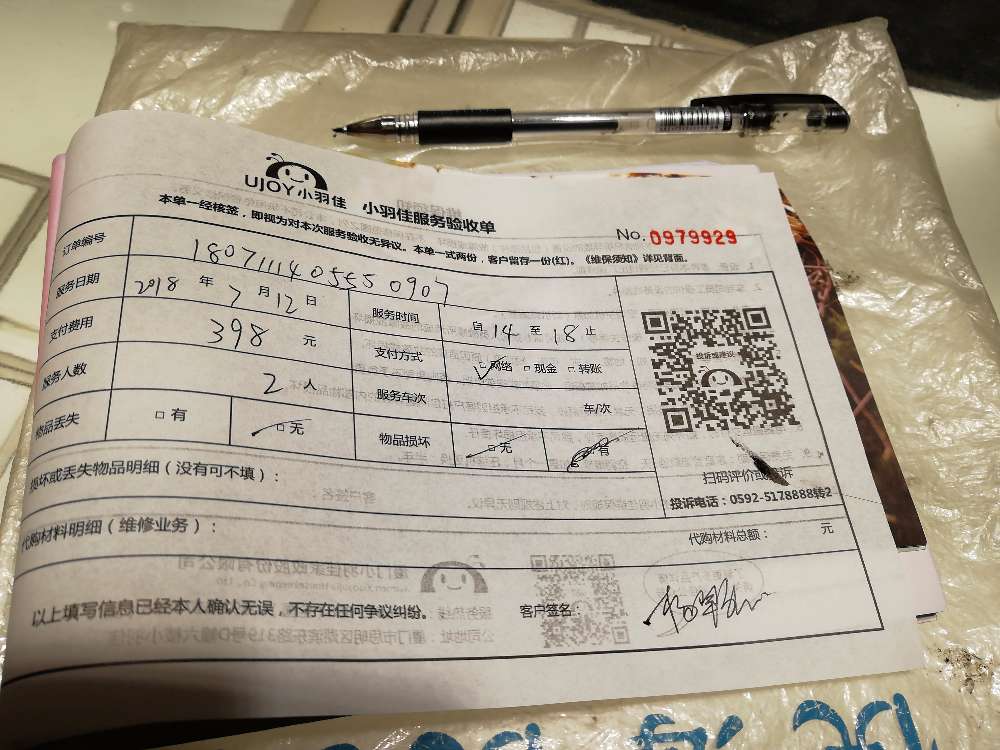 UJOY小羽佳 小羽佳服务验收单
本单一经核签，即视为对本次服务验收无异议。本单一式两份，客户留存一份(红)。《维保须知》详见背面。
No. 0979929
订单编号 180711140555 0907
服务日期 2018 年 7 月 12 日 服务时间 自 14 至 18 止
支付费用 398 元 支付方式 □网络 □现金 □转账
服务人数 2 人 服务车次 车/次
物品丢失 □有 □无 物品损坏 □无 □有
投诉或建议
扫码评价或投诉
投诉电话：0592-5178888转2
损坏或丢失物品明细（没有可不填）：
代购材料明细（维修业务）： 代购材料总额： 元
以上填写信息已经本人确认无误，不存在任何争议纠纷。 客户签名：